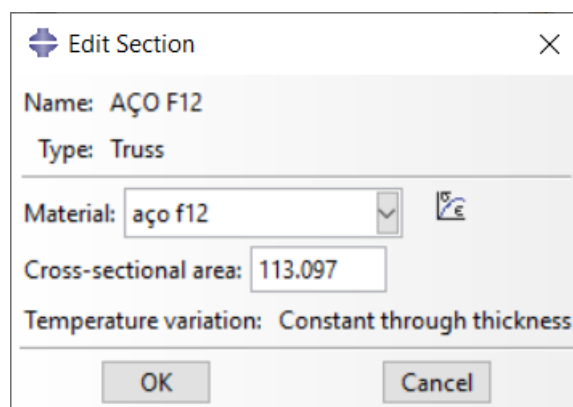 Edit Section
Name: AÇO F12
Type: Truss
Material: aço f12
σ ϵ
Cross-sectional area: 113.097
Temperature variation: Constant through thickness
OK Cancel